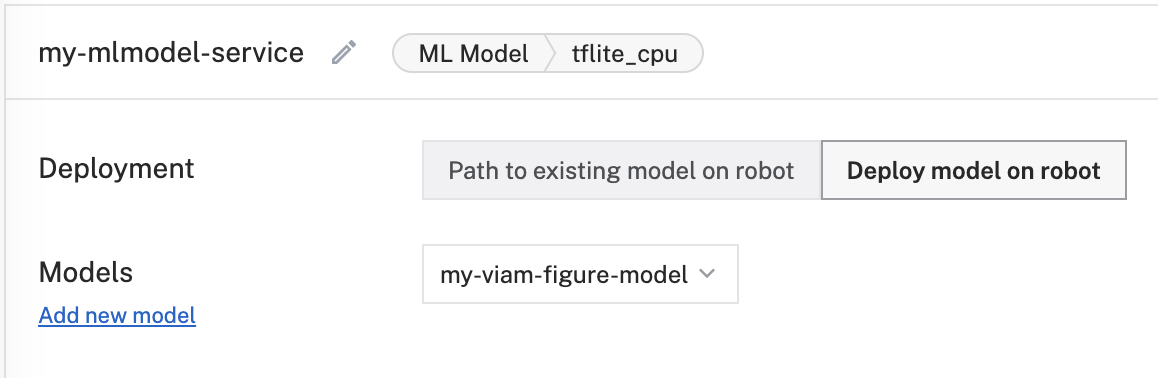 my-mlmodel-service ML Model tflite_cpu
Deployment Path to existing model on robot Deploy model on robot
Models my-viam-figure-model
Add new model